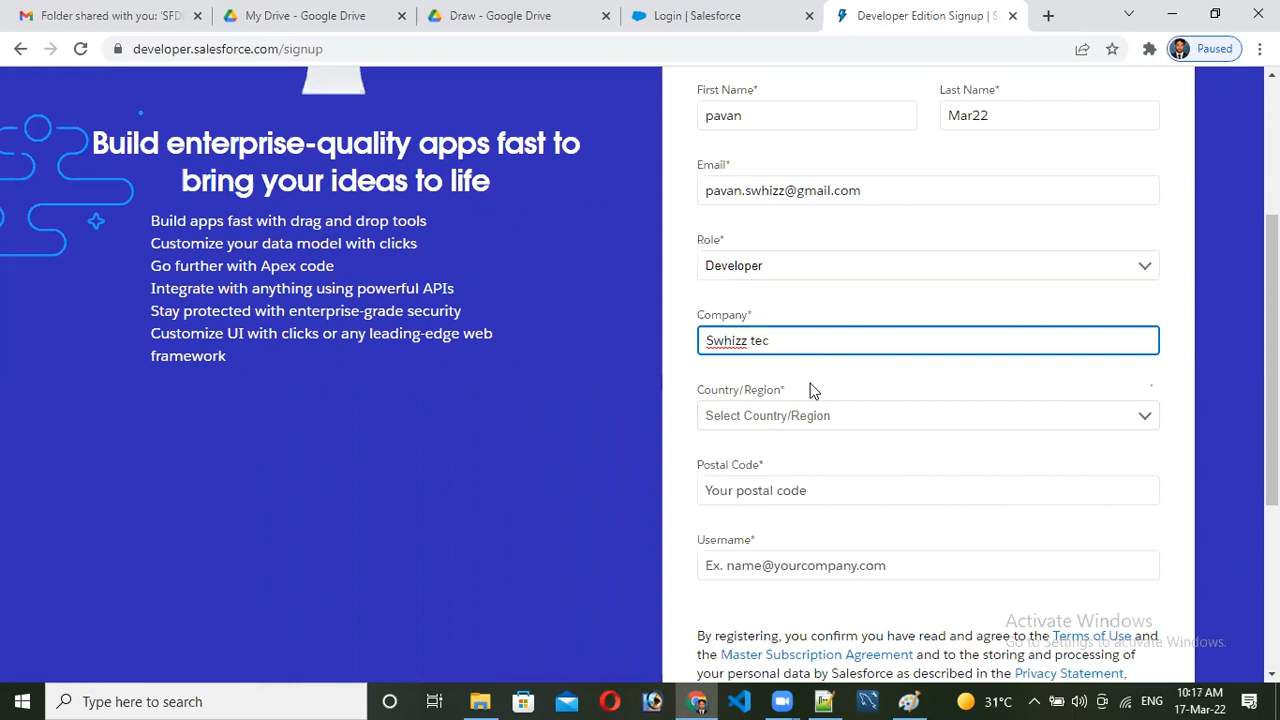 Folder shared with you: 'SFD
My Drive - Google Drive
Draw - Google Drive
Login | Salesforce
Developer Edition Signup | S
developer.salesforce.com/signup
Paused
Build enterprise-quality apps fast to
bring your ideas to life
Build apps fast with drag and drop tools
Customize your data model with clicks
Go further with Apex code
Integrate with anything using powerful APIs
Stay protected with enterprise-grade security
Customize UI with clicks or any leading-edge web
framework
First Name*
Last Name*
pavan
Mar22
Email*
pavan.swhizz@gmail.com
Role*
Developer
Company*
Swhizz tec
Country/Region*
Select Country/Region
Postal Code*
Your postal code
Username*
Ex. name@yourcompany.com
By registering, you confirm you have read and agree to the Terms of Use and
the Master Subscription Agreement and to the storing and processing of
your personal data by Salesforce as described in the Privacy Statement,
Activate Windows
Go to Settings to activate Windows.
Type here to search
31°C
ENG
10:17 AM
17-Mar-22